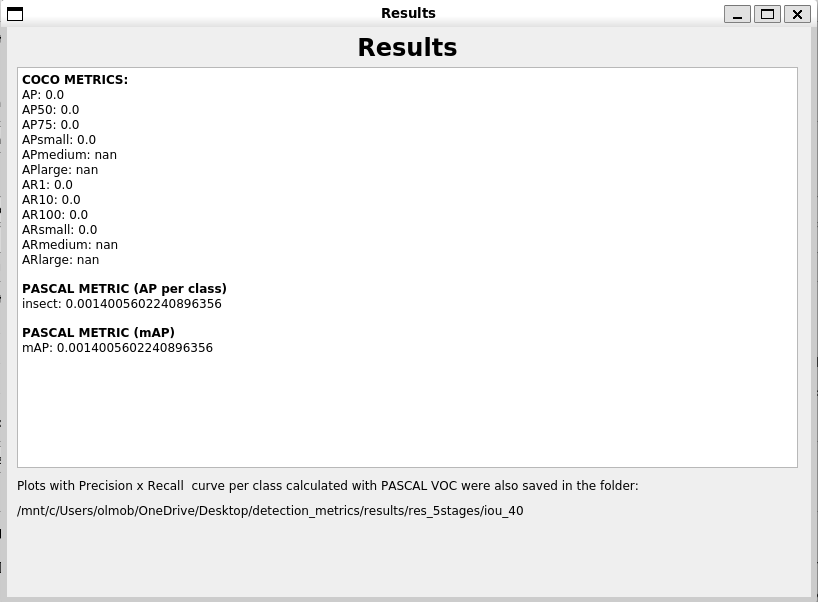 Results
Results
COCO METRICS:
AP: 0.0
AP50: 0.0
AP75: 0.0
APsmall: 0.0
APmedium: nan
APlarge: nan
AR1: 0.0
AR10: 0.0
AR100: 0.0
ARsmall: 0.0
ARmedium: nan
ARlarge: nan
PASCAL METRIC (AP per class)
insect: 0.0014005602240896356
PASCAL METRIC (mAP)
mAP: 0.0014005602240896356
Plots with Precision x Recall  curve per class calculated with PASCAL VOC were also saved in the folder:
/mnt/c/Users/olmob/OneDrive/Desktop/detection_metrics/results/res_5stages/iou_40